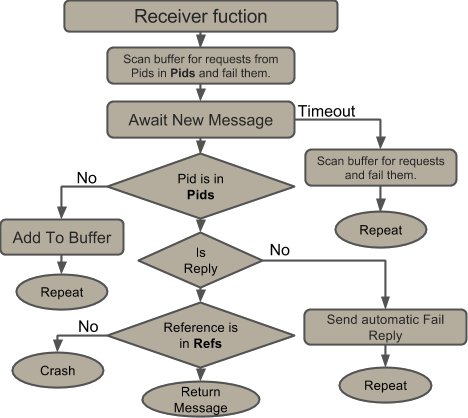 Receiver fuction
Scan buffer for requests from
Pids in Pids and fail them.
Await New Message
Timeout
Scan buffer for requests
and fail them.
Repeat
Pid is in
Pids
No
Add To Buffer
Repeat
Is
Reply
No
Send automatic Fail
Reply
Repeat
Reference is
in Refs
No
Crash
Return
Message